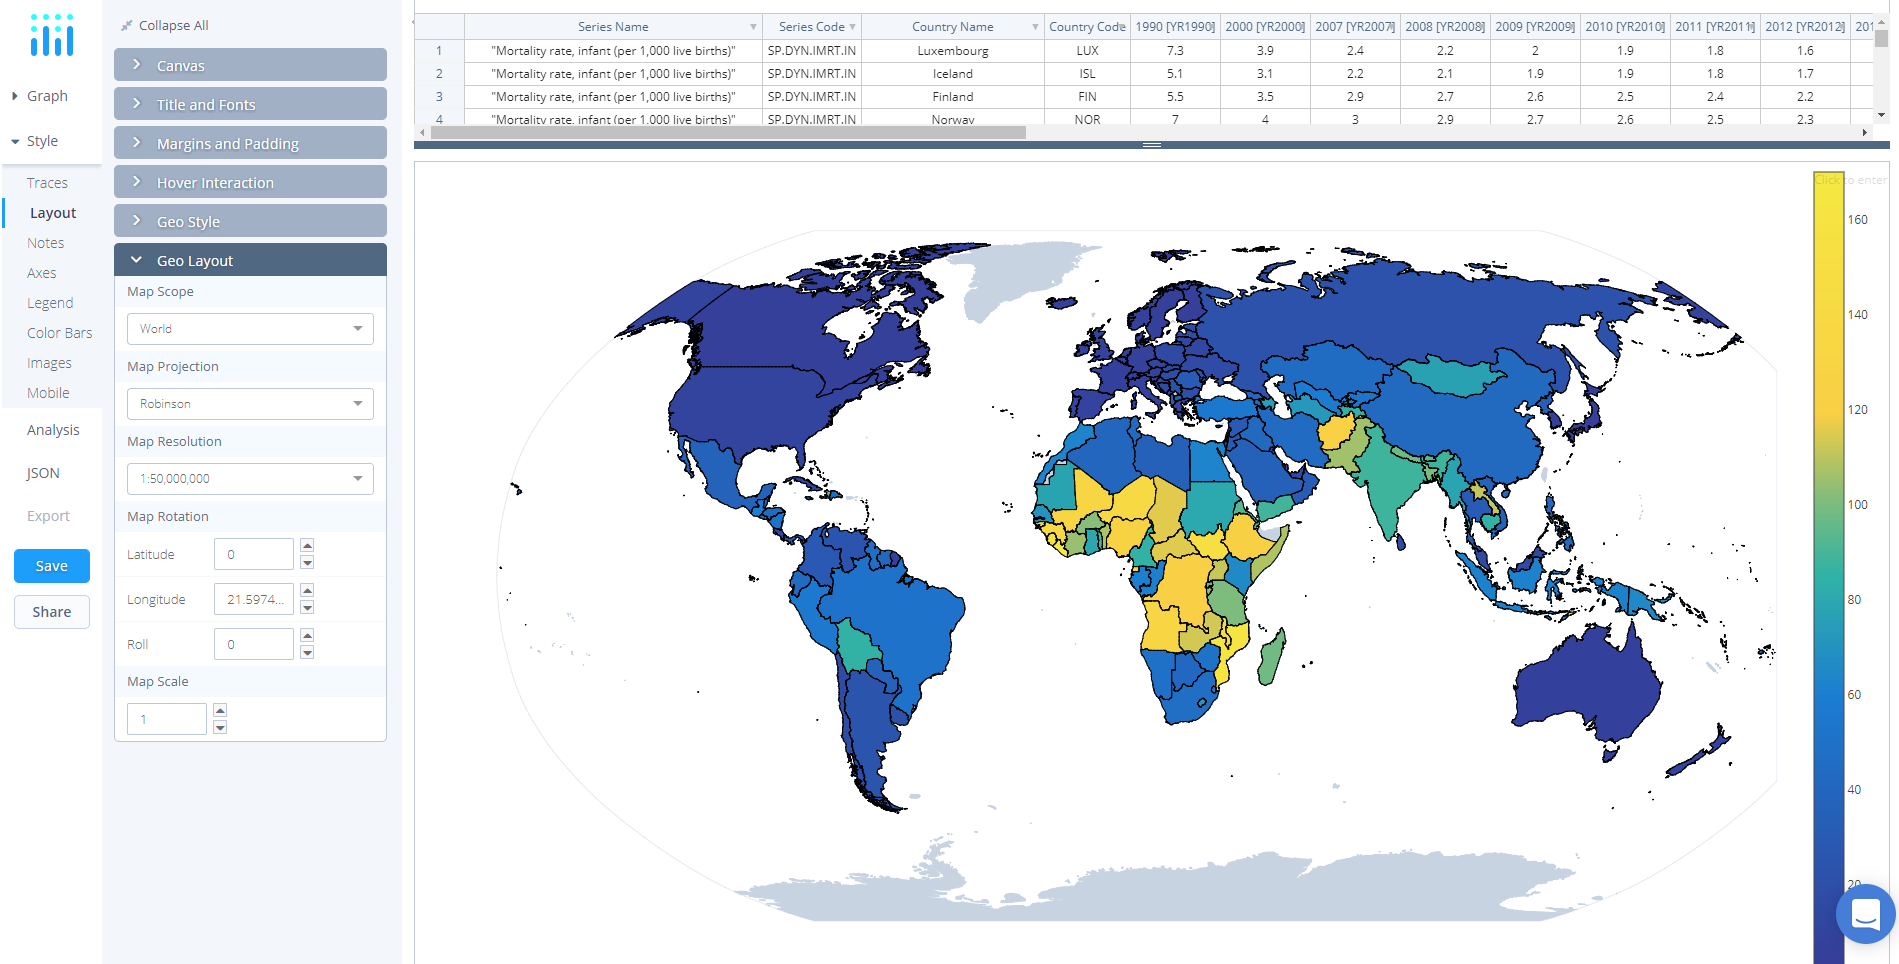 Collapse All
Graph
Style
Traces
Layout
Notes
Axes
Legend
Color Bars
Images
Mobile
Analysis
JSON
Export
Save
Share
Canvas
Title and Fonts
Margins and Padding
Hover Interaction
Geo Style
Geo Layout
Map Scope
World
Map Projection
Robinson
Map Resolution
1:50,000,000
Map Rotation
Latitude 0
Longitude 21.5974...
Roll 0
Map Scale
1
Series Name Series Code Country Name Country Code 1990 [YR1990] 2000 [YR2000] 2007 [YR2007] 2008 [YR2008] 2009 [YR2009] 2010 [YR2010] 2011 [YR2011] 2012 [YR2012] 201
1 "Mortality rate, infant (per 1,000 live births)" SP.DYN.IMRT.IN Luxembourg LUX 7.3 3.9 2.4 2.2 2 1.9 1.8 1.6
2 "Mortality rate, infant (per 1,000 live births)" SP.DYN.IMRT.IN Iceland ISL 5.1 3.1 2.2 2.1 1.9 1.9 1.8 1.7
3 "Mortality rate, infant (per 1,000 live births)" SP.DYN.IMRT.IN Finland FIN 5.5 3.5 2.9 2.7 2.6 2.5 2.4 2.2
4 "Mortality rate, infant (per 1,000 live births)" SP.DYN.IMRT.IN Norway NOR 7 4 3 2.9 2.7 2.6 2.5 2.3
Click to enter
160
140
120
100
80
60
40
20